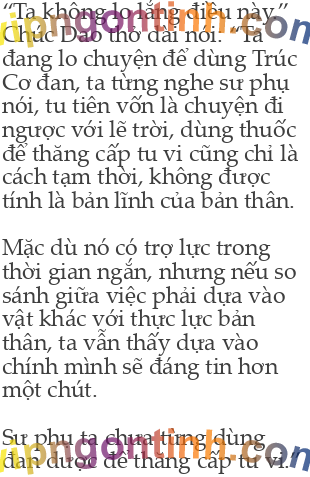 “Ta không lo lắng điều này,”
Chúc Dao thở dài nói. “Ta
đang lo chuyện để dùng Trúc
Cơ đan, ta từng nghe sư phụ
nói, tu tiên vốn là chuyện đi
ngược với lẽ trời, dùng thuốc
để thăng cấp tu vi cũng chỉ là
cách tạm thời, không được
tính là bản lĩnh của bản thân.
Mặc dù nó có trợ lực trong
thời gian ngắn, nhưng nếu so
sánh giữa việc phải dựa vào
vật khác với thực lực bản
thân, ta vẫn thấy dựa vào
chính mình sẽ đáng tin hơn
một chút.
Sư phụ ta chưa từng dùng
đan dược để thăng cấp tu vi.”
vipngontinh.com
vipngontinh.com